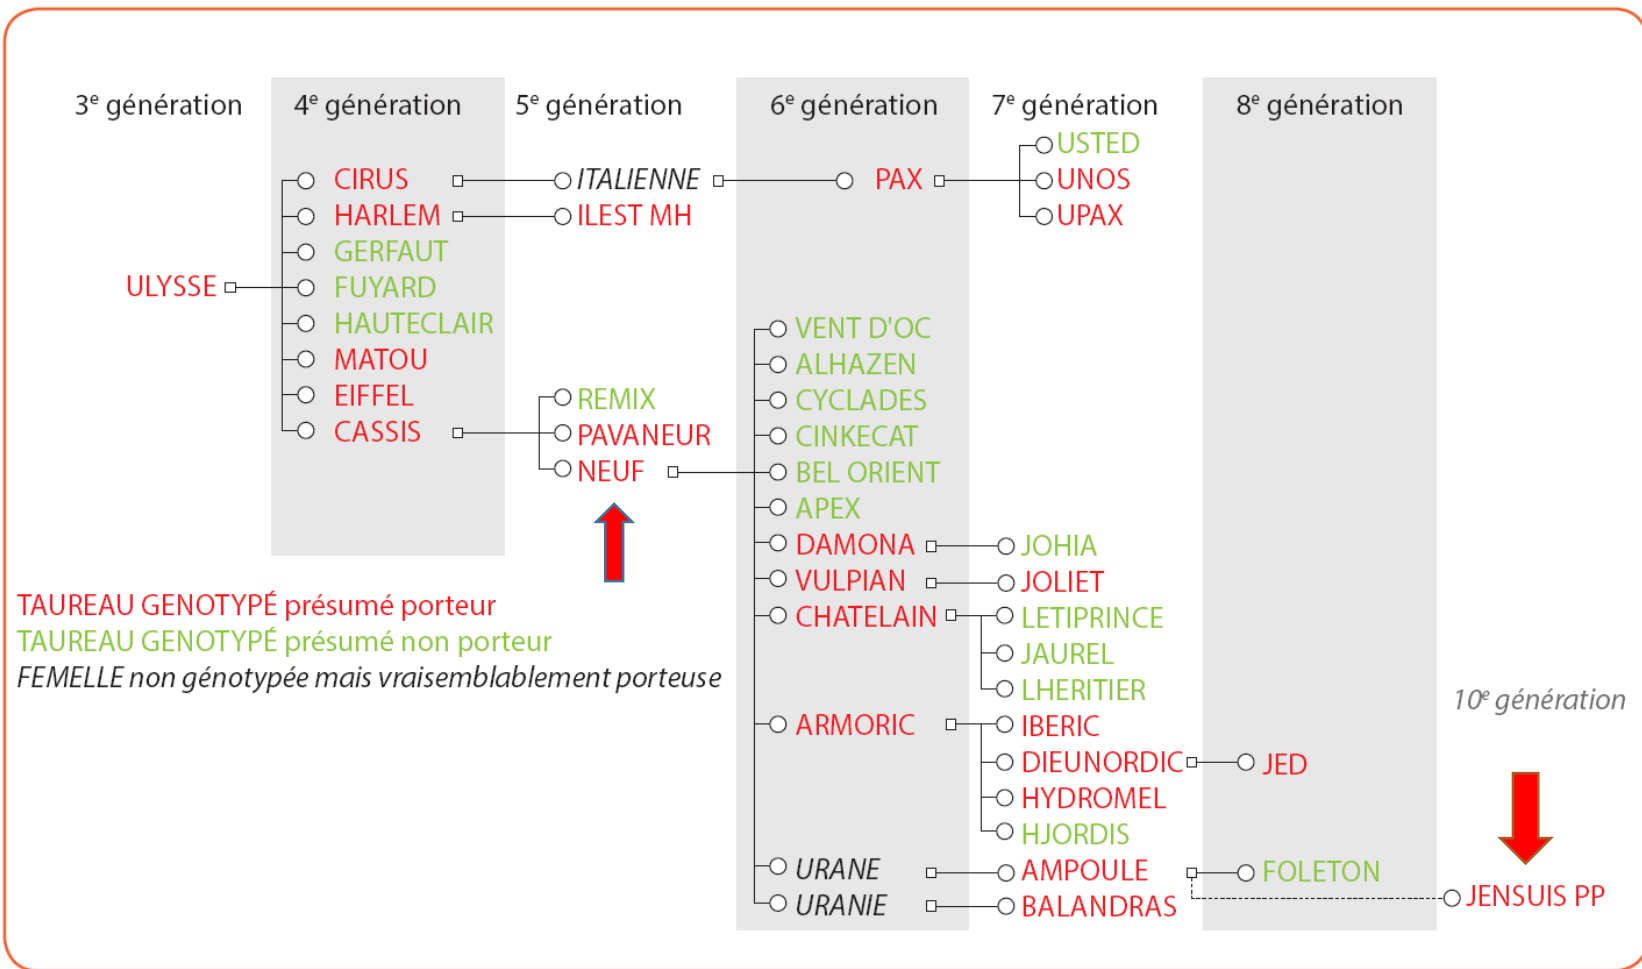 3e génération 4e génération 5e génération 6e génération 7e génération 8e génération
USTED
CIRUS ITALIENNE PAX UNOS
HARLEM ILEST MH UPAX
GERFAUT
ULYSSE FUYARD
HAUTECLAIR VENT D'OC
MATOU ALHAZEN
EIFFEL REMIX CYCLADES
CASSIS PAVANEUR CINKECAT
NEUF BEL ORIENT
APEX
DAMONA JOHIA
VULPIAN JOLIET
TAUREAU GENOTYPÉ présumé porteur
CHATELAIN LETIPRINCE
TAUREAU GENOTYPÉ présumé non porteur
JAUREL
FEMELLE non génotypée mais vraisemblablement porteuse
LHERITIER
10e génération
ARMORIC IBERIC
DIEUNORDIC JED
HYDROMEL
HJORDIS
URANE AMPOULE FOLETON
URANIE BALANDRAS JENSUIS PP